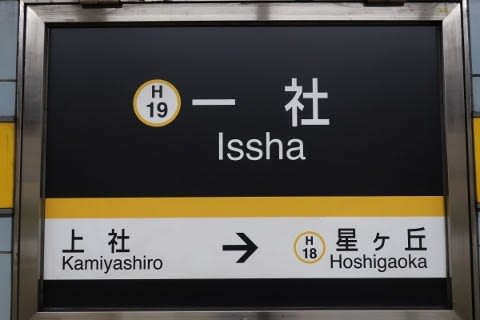 H 19 一 社
Issha
上 社 → H 18 星ヶ丘
Kamiyashiro Hoshigaoka